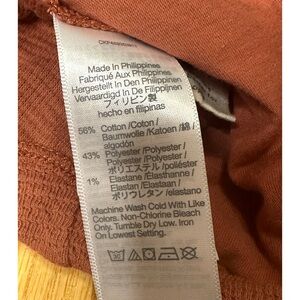 Made In Philippines
Fabriqué Aux Philippines
Hergestellt In Den Philippinen
Vervaardigd In De Filippijnen
フィリピン製
hecho en filipinas
56% Cotton /Coton /
Baumwolle /Katoen /綿 /
algodón
43% Polyester /Polyester /
Polyester /Polyester /
ポリエステル /poliéster
1% Elastan /Élasthanne /
Elastan /Elastaan /
ポリウレタン /elastano
Machine Wash Cold With Like
Colors. Non-Chlorine Bleach
Only. Tumble Dry Low. Iron
On Lowest Setting.